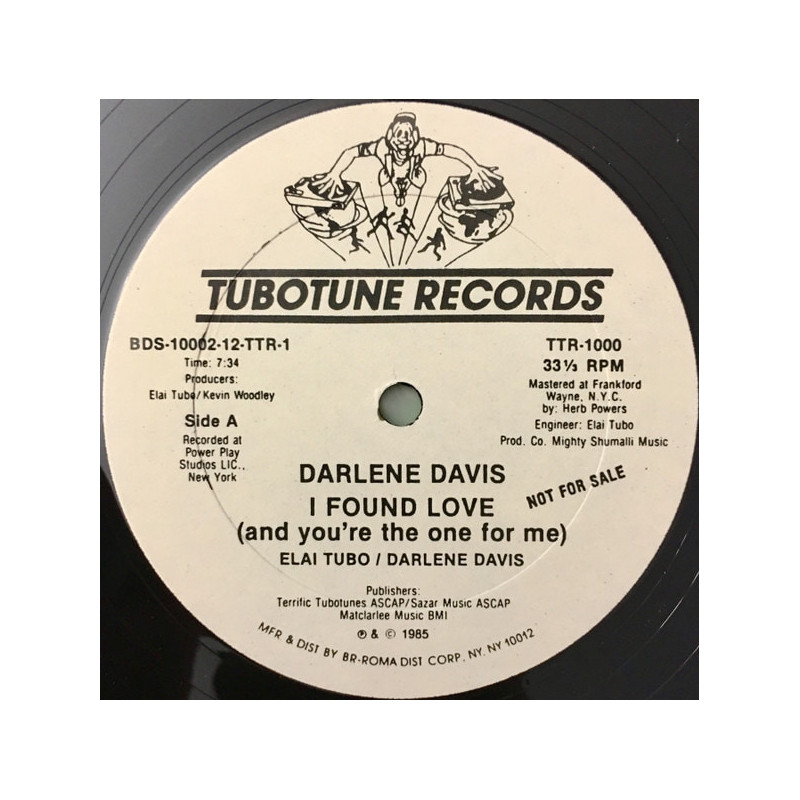 TUBOTUNE RECORDS
BDS-10002-12-TTR-1
Time: 7:34
Producers:
Elai Tubo/Kevin Woodley
Side A
Recorded at
Power Play
Studios LIC.,
New York
TTR-1000
33⅓ RPM
Mastered at Frankford
Wayne, N.Y.C.
by: Herb Powers
Engineer: Elai Tubo
Prod. Co. Mighty Shumalli Music
DARLENE DAVIS
I FOUND LOVE
(and you're the one for me)
ELAI TUBO / DARLENE DAVIS
NOT FOR SALE
Publishers:
Terrific Tubotunes ASCAP/Sazar Music ASCAP
Matclarlee Music BMI
℗ & © 1985
MFR & DIST BY BR-ROMA DIST CORP. NY. NY 10012